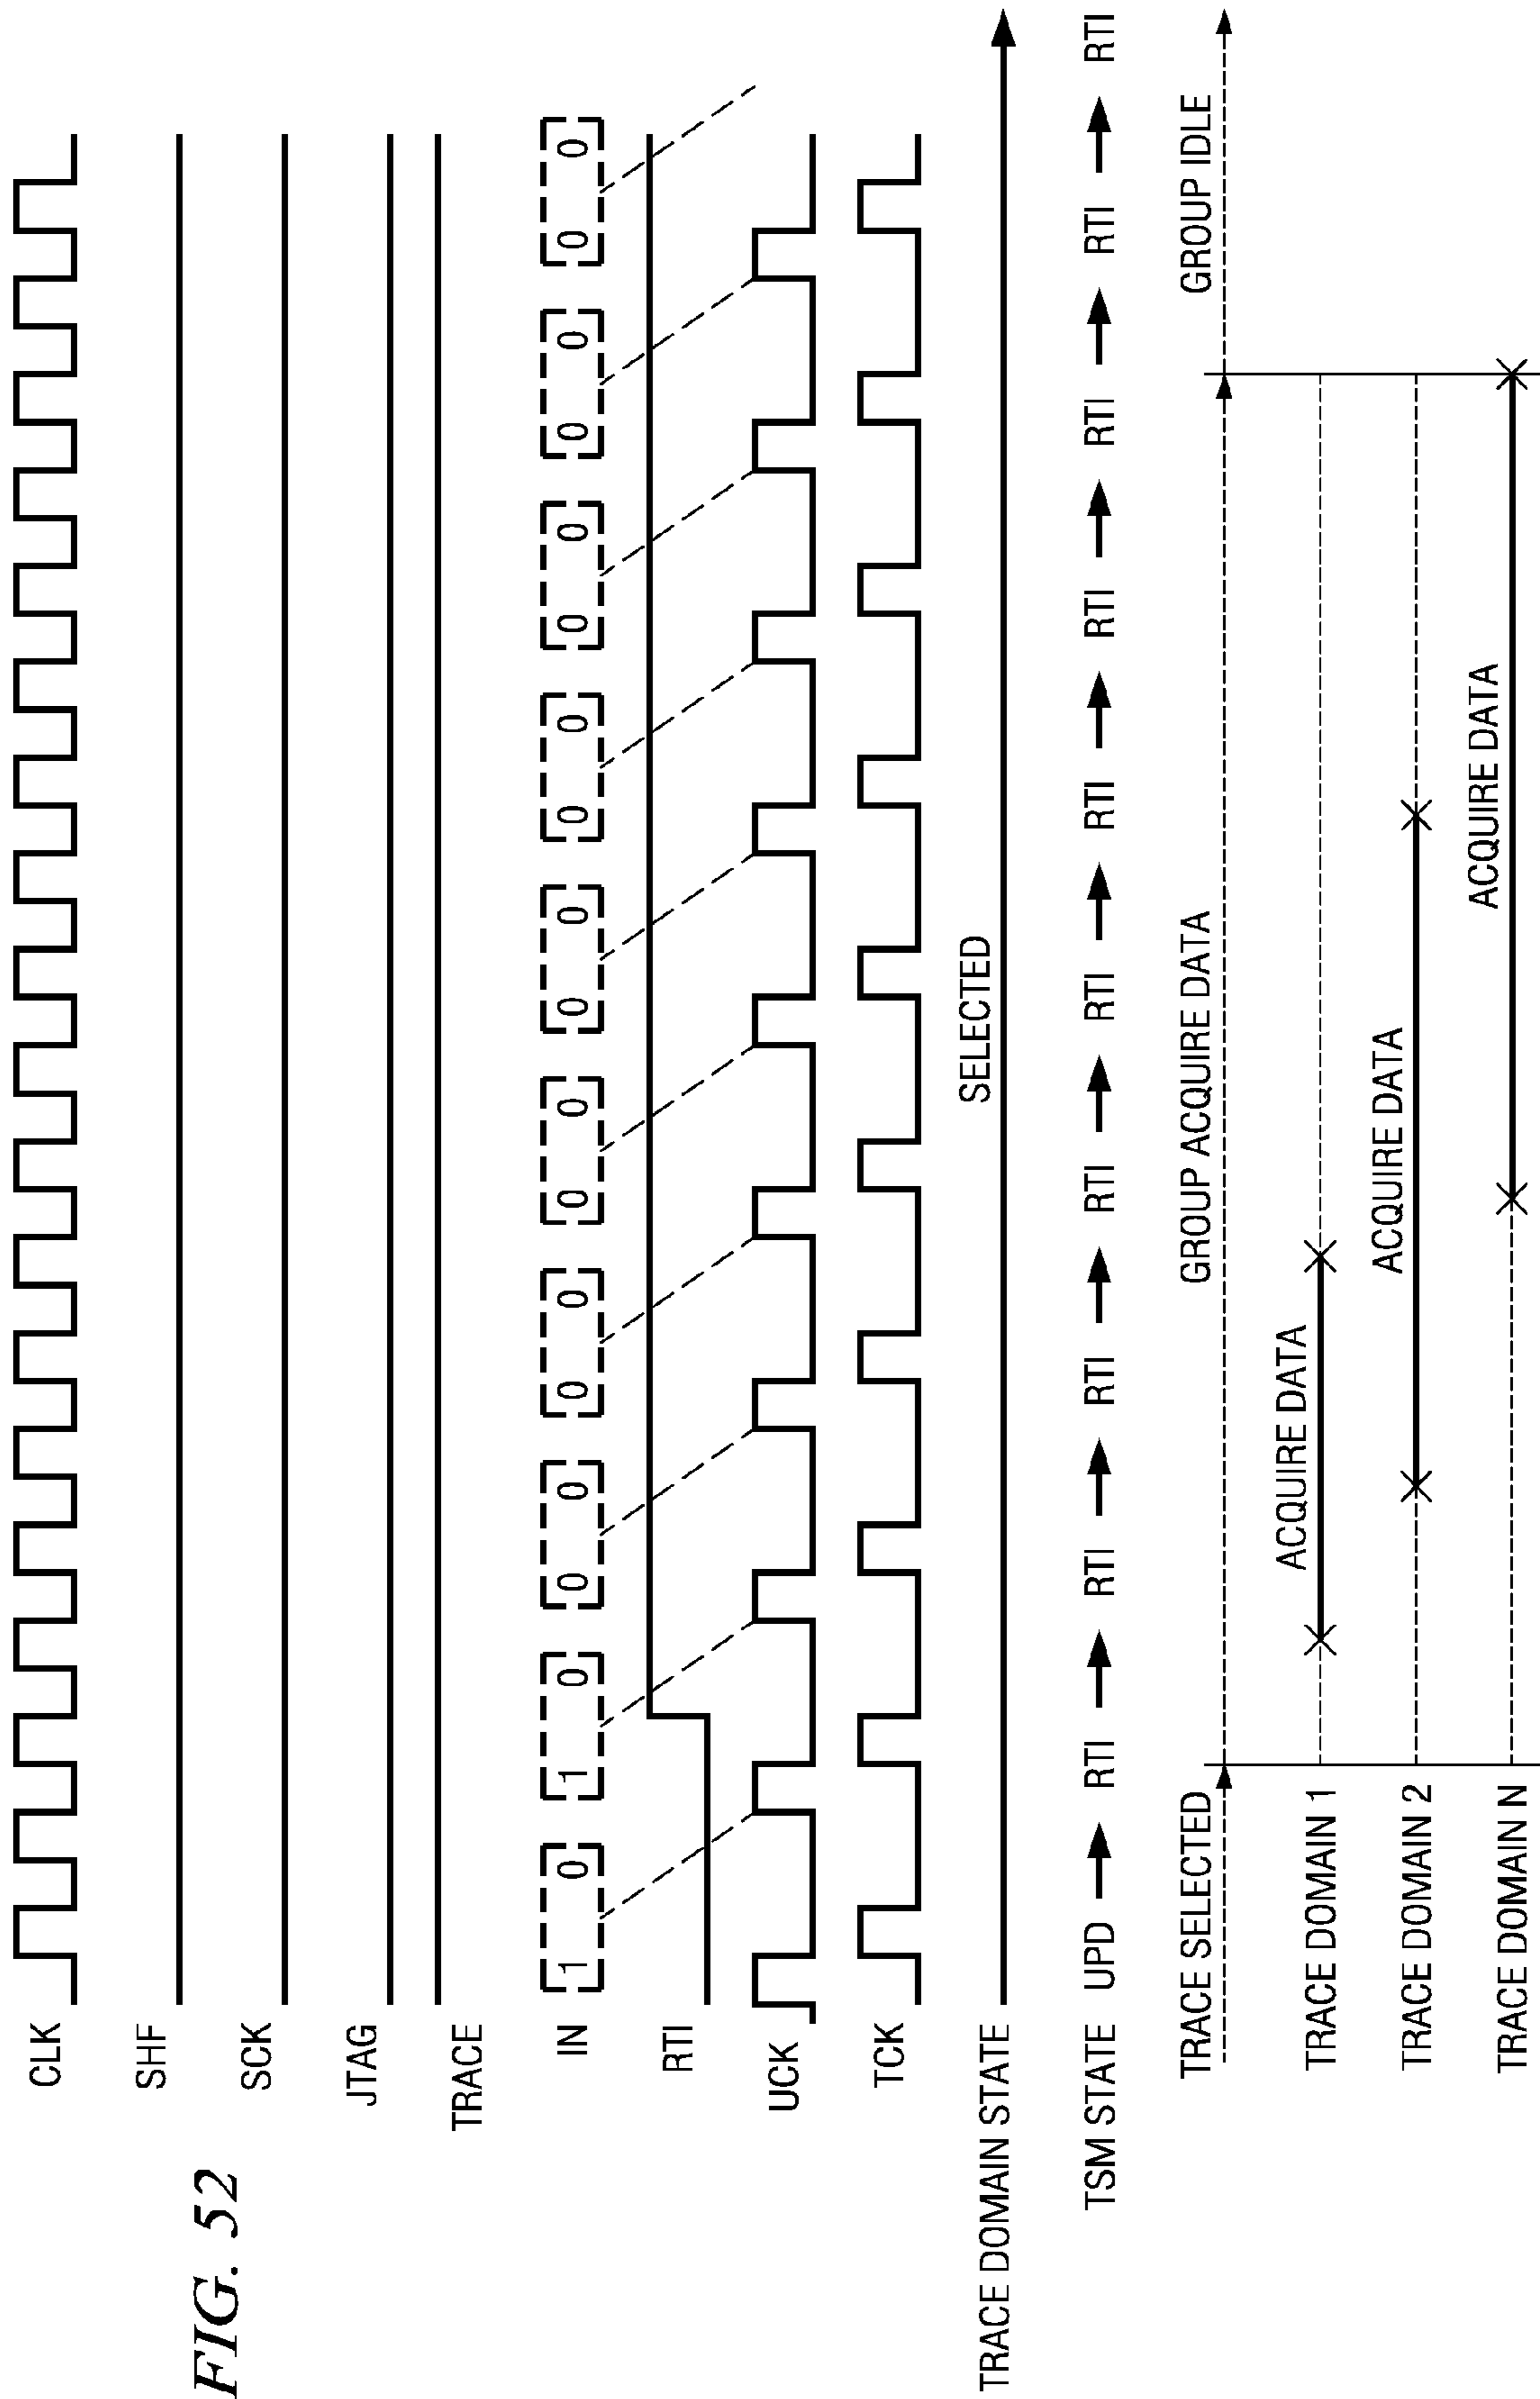 FIG. 52
CLK
SHF
SCK
JTAG
TRACE
IN 1 0 1 0 0 0 0 0 0 0 0 0 0 0 0 0 0 0 0 0
RTI
UCK
TCK
SELECTED
TRACE DOMAIN STATE
TSM STATE UPD RTI RTI RTI RTI RTI RTI RTI RTI RTI RTI
TRACE SELECTED GROUP ACQUIRE DATA GROUP IDLE
ACQUIRE DATA
TRACE DOMAIN 1
ACQUIRE DATA
TRACE DOMAIN 2
ACQUIRE DATA
TRACE DOMAIN N